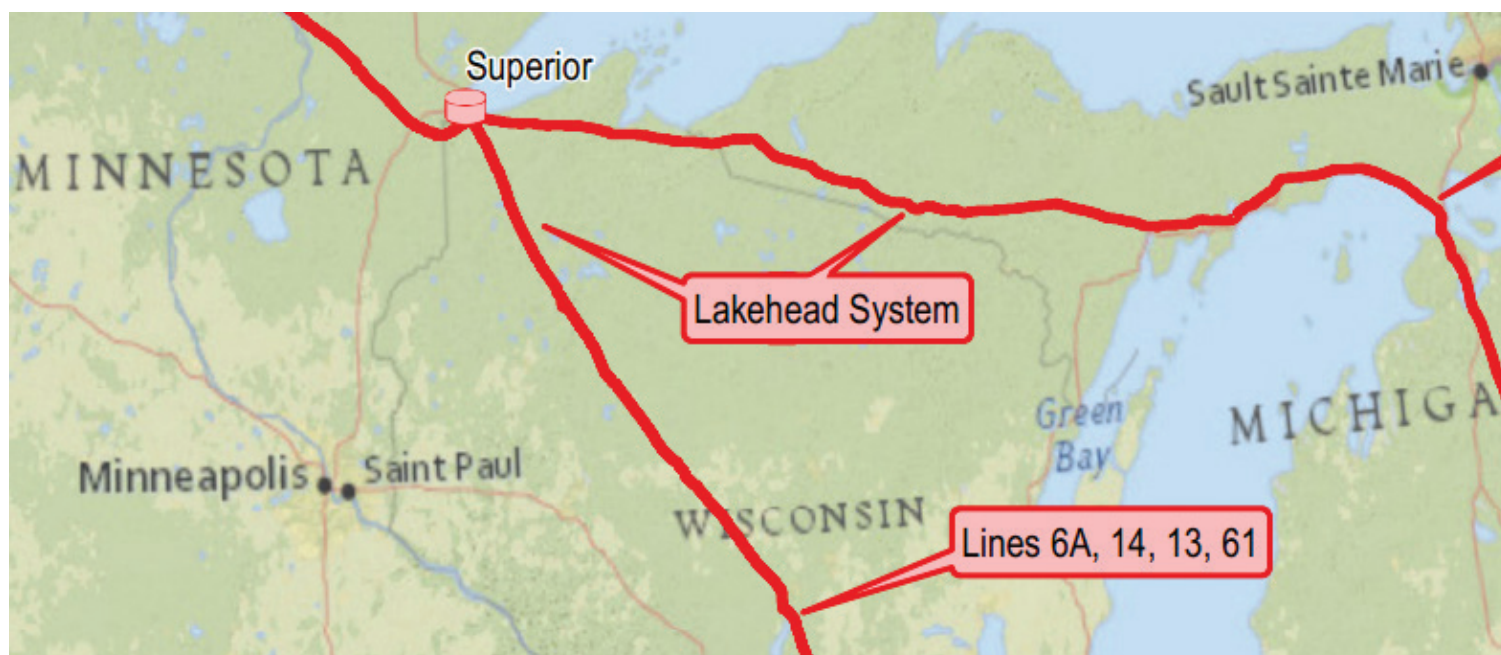 Superior
Sault Sainte Marie
MINNESOTA
Lakehead System
MICHIGA
Green
Bay
Minneapolis
Saint Paul
WISCONSIN
Lines 6A, 14, 13, 61